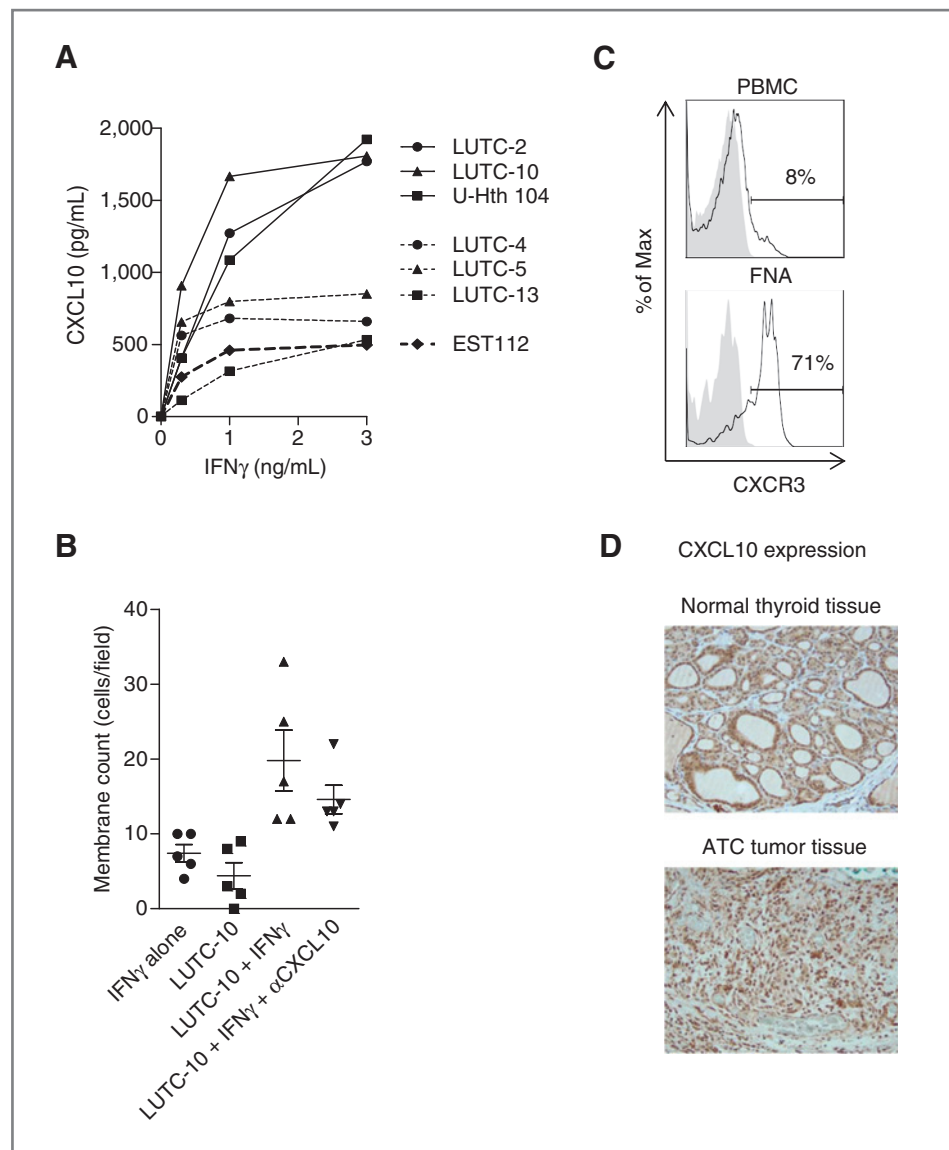 A
2,000
1,500
1,000
500
0
CXCL10 (pg/mL)
0 1 2 3
IFNγ (ng/mL)
LUTC-2
LUTC-10
U-Hth 104
LUTC-4
LUTC-5
LUTC-13
EST112
B
40
30
20
10
0
Membrane count (cells/field)
IFNγ alone
LUTC-10
LUTC-10 + IFNγ
LUTC-10 + IFNγ + αCXCL10
C
PBMC
8%
FNA
71%
% of Max
CXCR3
D
CXCL10 expression
Normal thyroid tissue
ATC tumor tissue